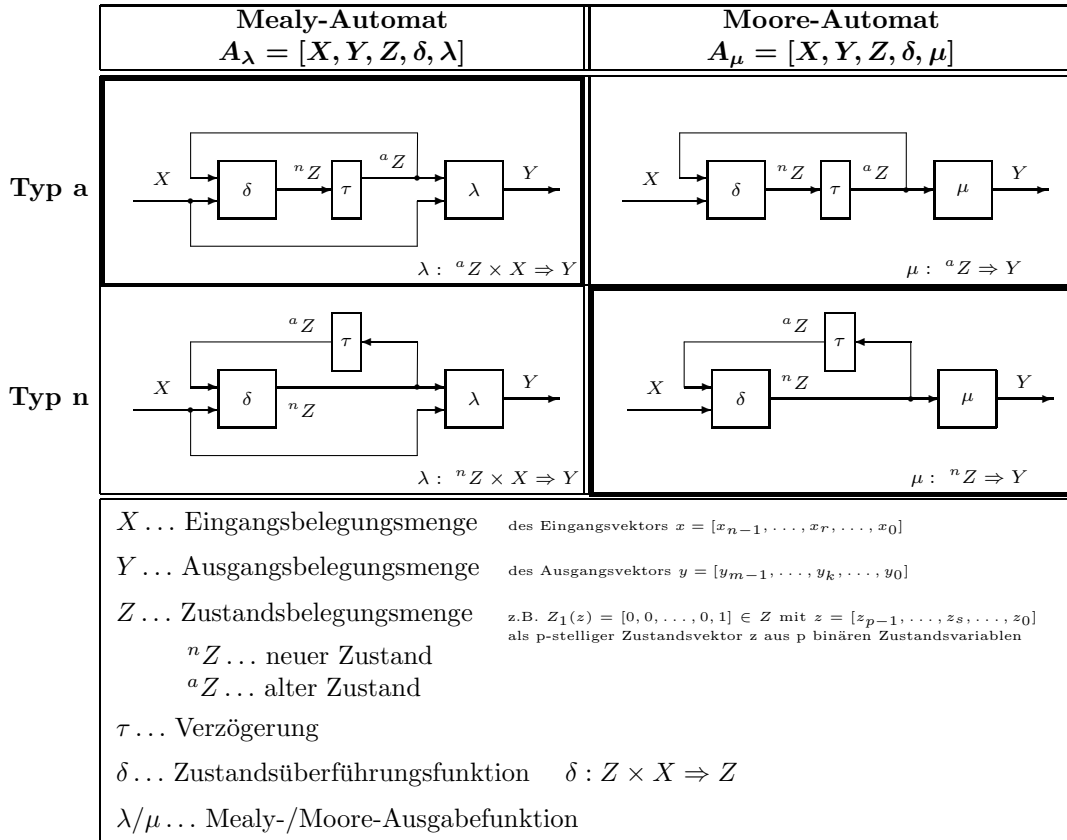 Mealy-Automat
A_λ = [X, Y, Z, δ, λ]
Moore-Automat
A_μ = [X, Y, Z, δ, μ]
Typ a
X
δ
ⁿZ
τ
ᵃZ
λ
Y
λ : ᵃZ × X ⇒ Y
X
δ
ⁿZ
τ
ᵃZ
μ
Y
μ : ᵃZ ⇒ Y
Typ n
X
δ
ᵃZ
τ
ⁿZ
λ
Y
λ : ⁿZ × X ⇒ Y
X
δ
ᵃZ
τ
ⁿZ
μ
Y
μ : ⁿZ ⇒ Y
X … Eingangsbelegungsmenge des Eingangsvektors x = [x_{n−1}, . . . , x_r, . . . , x_0]
Y … Ausgangsbelegungsmenge des Ausgangsvektors y = [y_{m−1}, . . . , y_k, . . . , y_0]
Z … Zustandsbelegungsmenge z.B. Z_1(z) = [0, 0, . . . , 0, 1] ∈ Z mit z = [z_{p−1}, . . . , z_s, . . . , z_0]
als p-stelliger Zustandsvektor z aus p binären Zustandsvariablen
ⁿZ … neuer Zustand
ᵃZ … alter Zustand
τ … Verzögerung
δ … Zustandsüberführungsfunktion δ : Z × X ⇒ Z
λ/μ … Mealy-/Moore-Ausgabefunktion